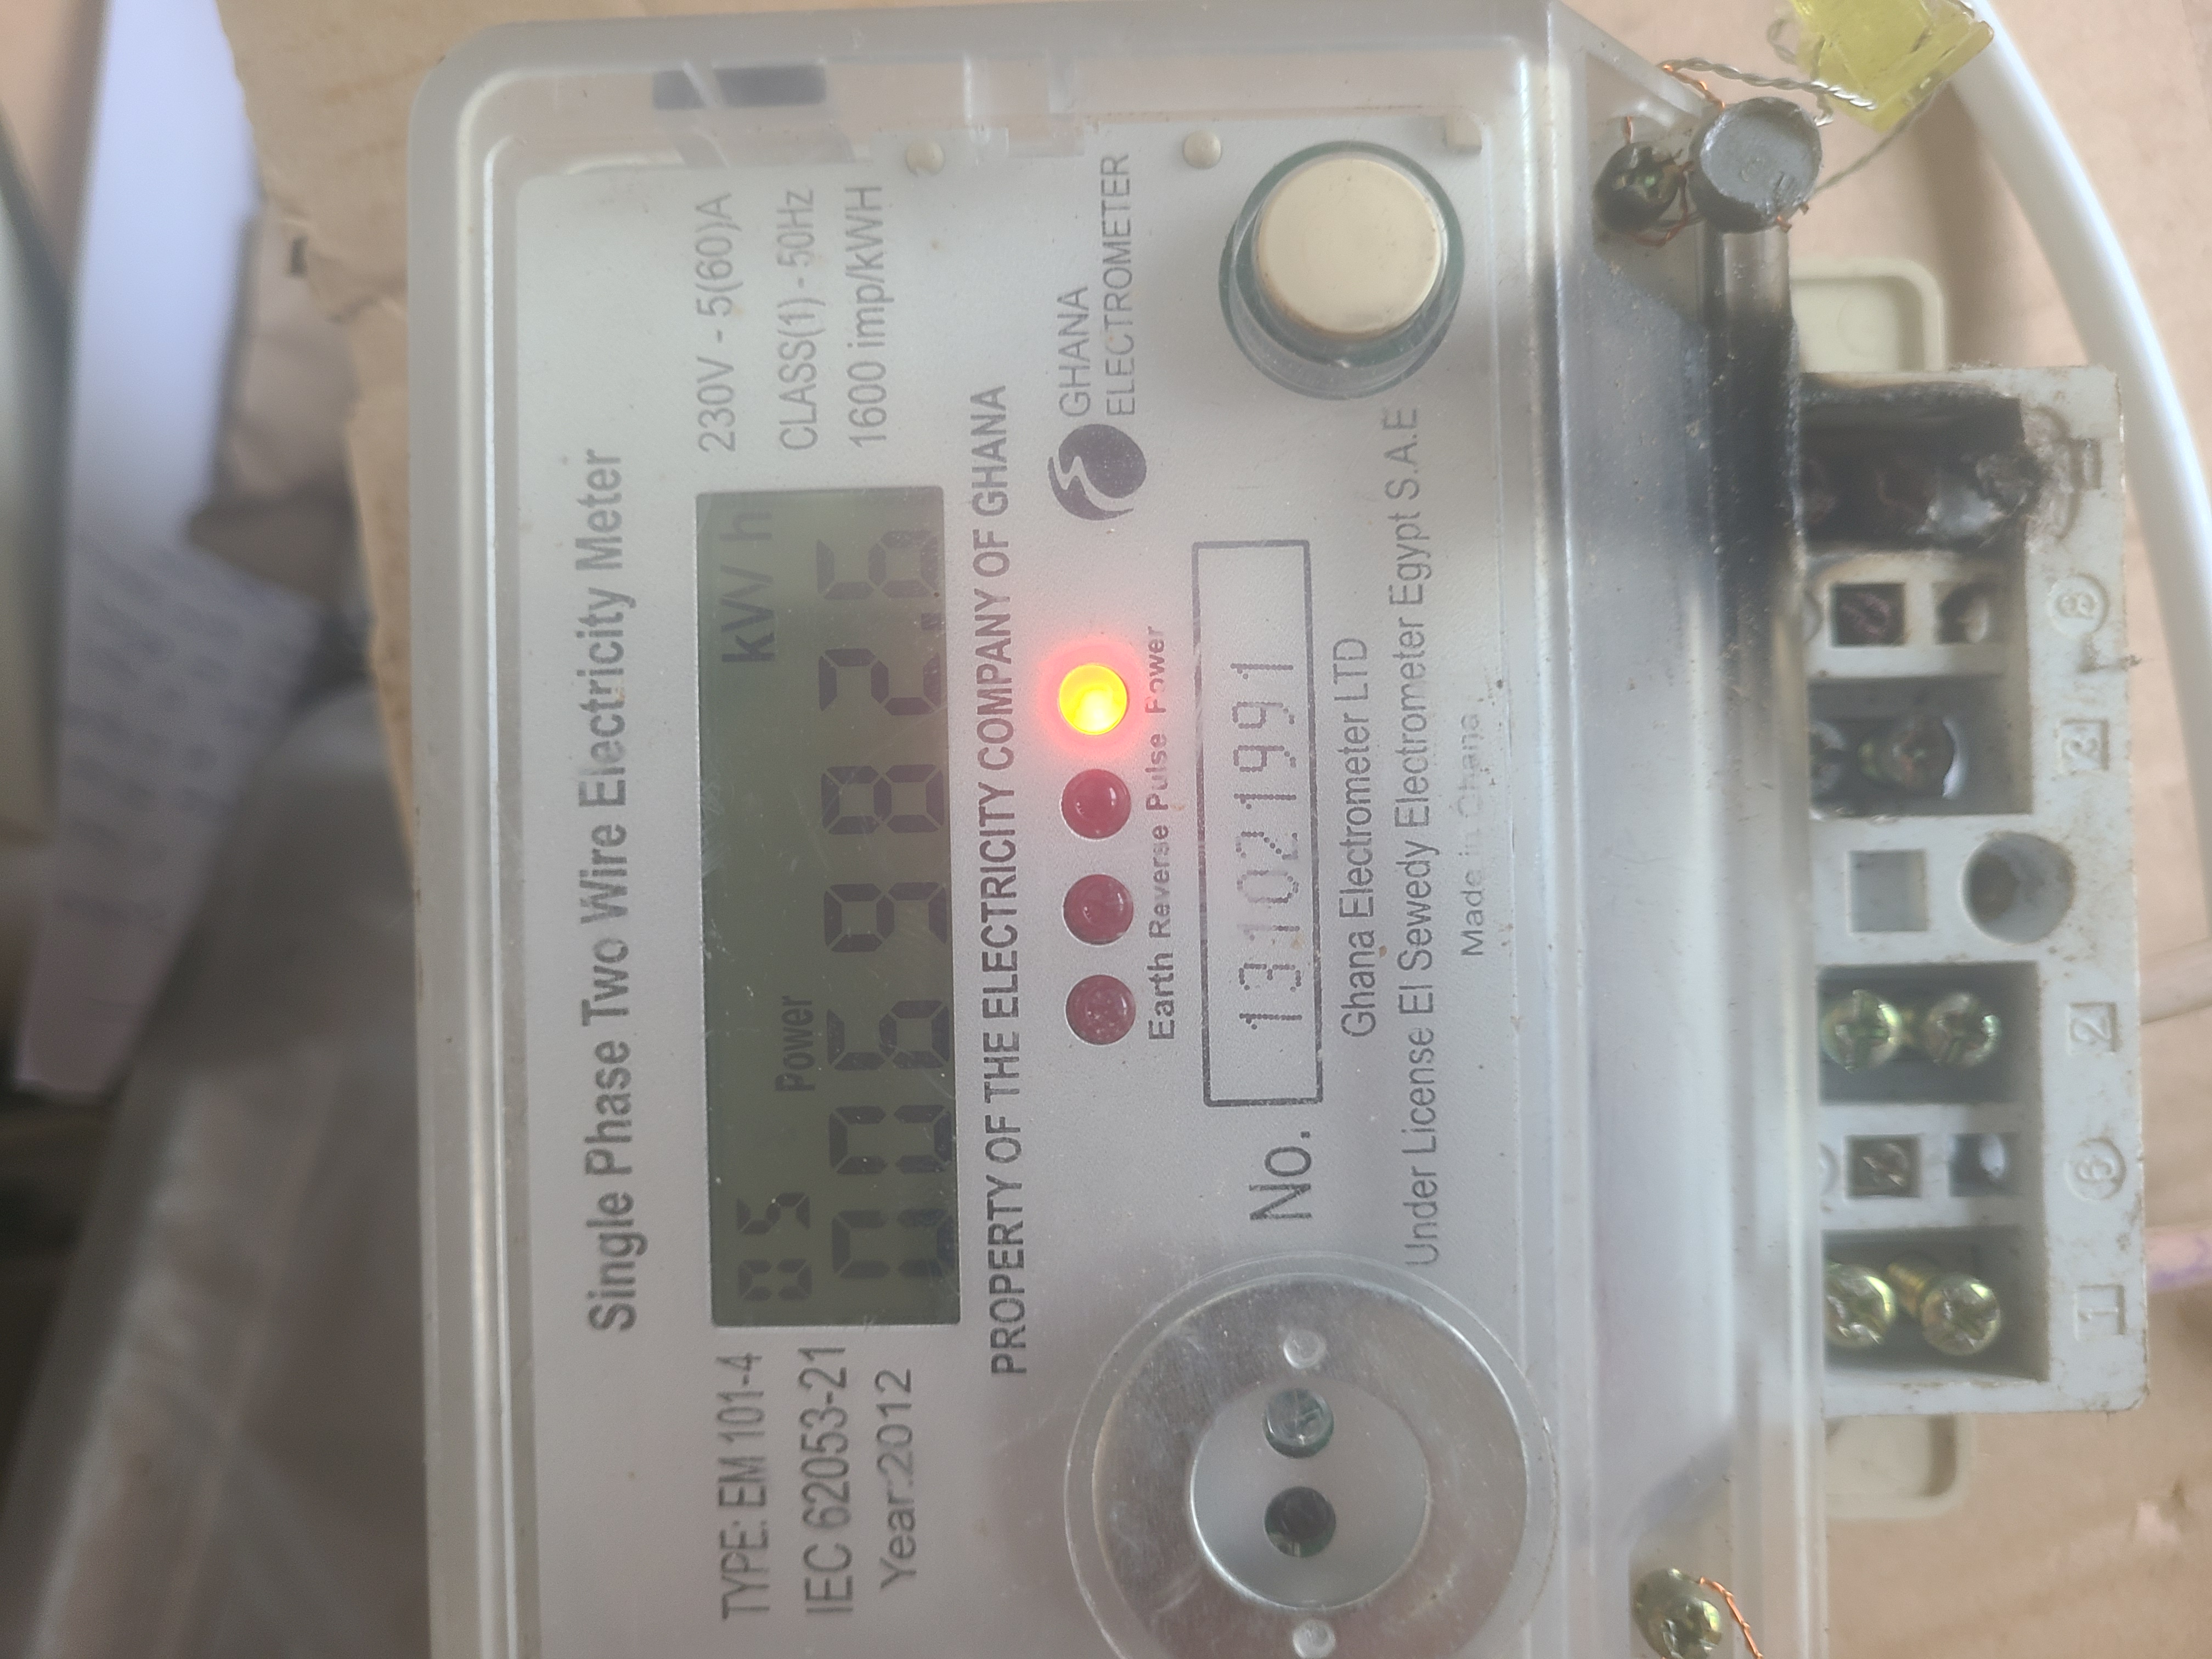 Single Phase Two Wire Electricity Meter
TYPE: EM 101-4
IEC 62053-21
Year:2012
05
Power
kWh
006982.6
230V - 5(60)A
CLASS(1) - 50Hz
1600 imp/kWH
PROPERTY OF THE ELECTRICITY COMPANY OF GHANA
Earth Reverse Pulse Power
GHANA
ELECTROMETER
No. 131021991
Ghana Electrometer LTD
Under License El Sewedy Electrometer Egypt S.A.E
Made in Ghana
1 6 2 3 8